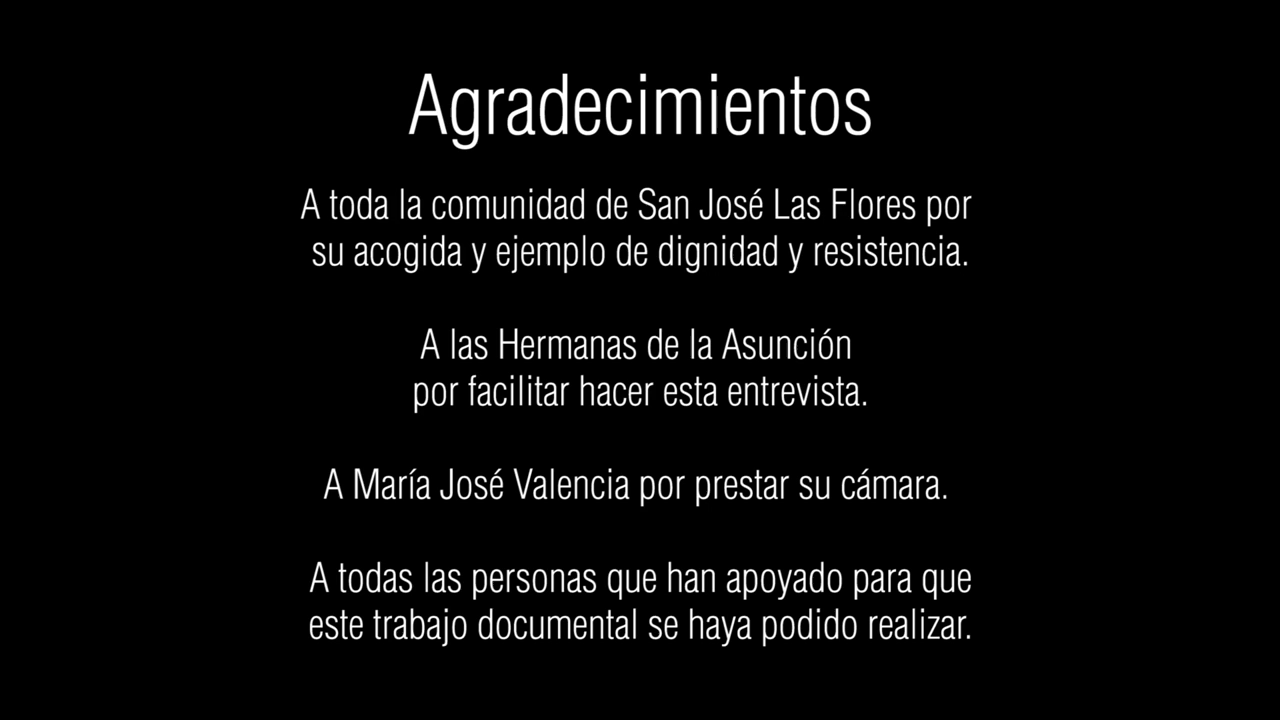 Agradecimientos
A toda la comunidad de San José Las Flores por
su acogida y ejemplo de dignidad y resistencia.
A las Hermanas de la Asunción
por facilitar hacer esta entrevista.
A María José Valencia por prestar su cámara.
A todas las personas que han apoyado para que
este trabajo documental se haya podido realizar.